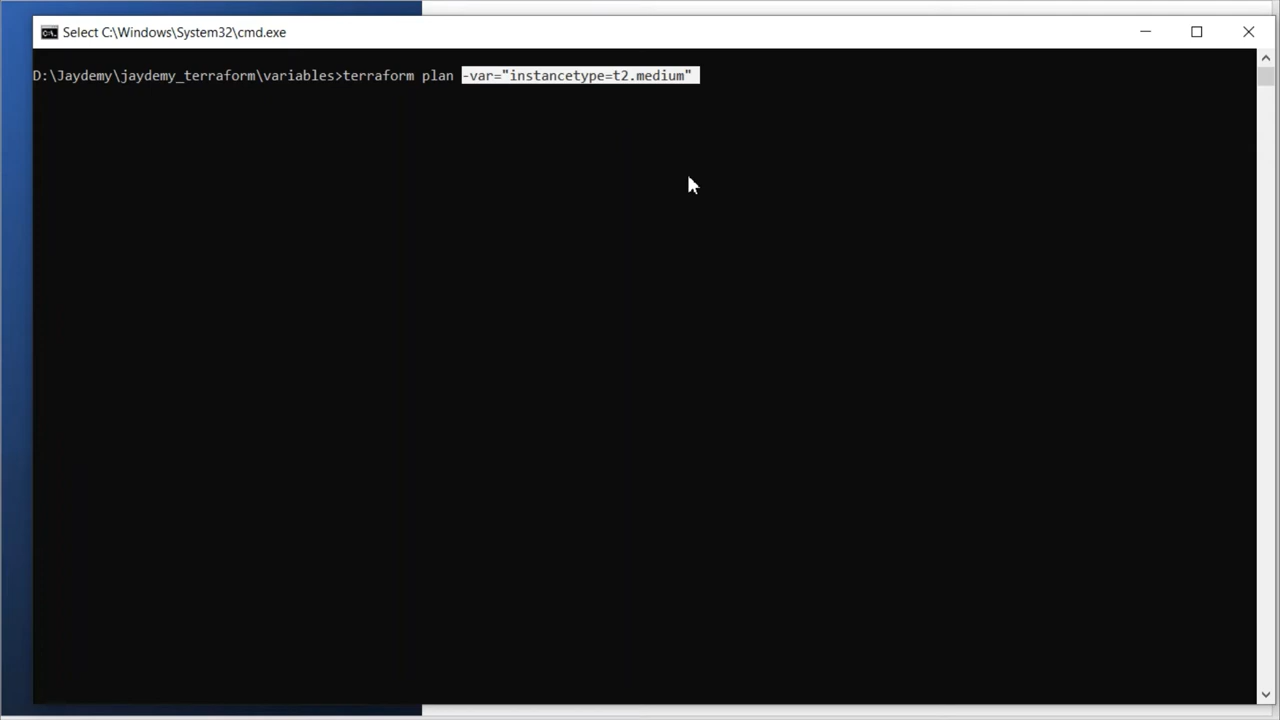 Select C:\Windows\System32\cmd.exe
D:\Jaydemy\jaydemy_terraform\variables>terraform plan -var="instancetype=t2.medium"